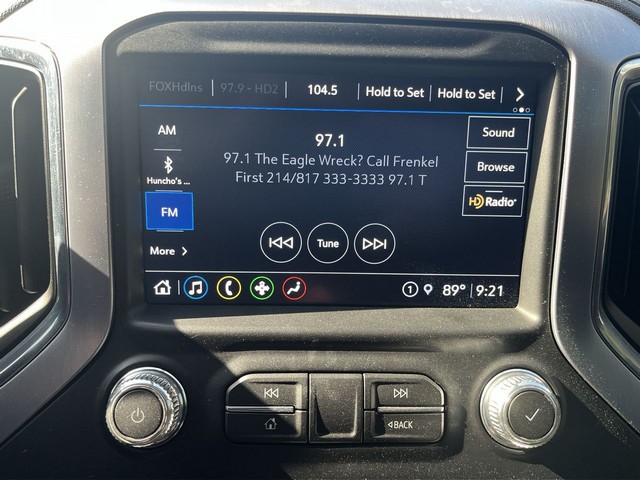 FOXHdlns 97.9 - HD2 104.5 Hold to Set Hold to Set
AM
97.1
Sound
97.1 The Eagle Wreck? Call Frenkel
First 214/817 333-3333 97.1 T
Browse
Huncho's ...
FM
HD Radio
Tune
More
1 89° 9:21
BACK